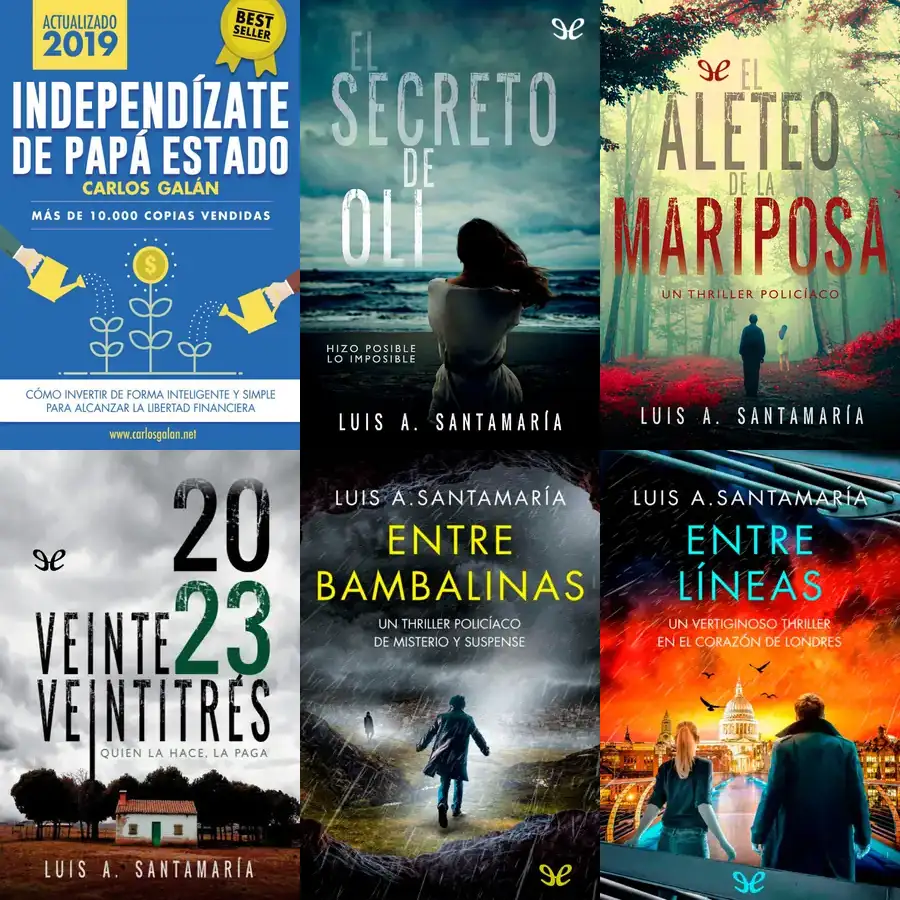 ACTUALIZADO
2019
BEST
SELLER
INDEPENDÍZATE
DE PAPÁ ESTADO
CARLOS GALÁN
MÁS DE 10.000 COPIAS VENDIDAS
$
CÓMO INVERTIR DE FORMA INTELIGENTE Y SIMPLE
PARA ALCANZAR LA LIBERTAD FINANCIERA
www.carlosgalan.net
EL
SECRETO
DE
OLI
HIZO POSIBLE
LO IMPOSIBLE
LUIS A. SANTAMARÍA
EL
ALETEO
DE LA
MARIPOSA
UN THRILLER POLICÍACO
LUIS A. SANTAMARÍA
20
VEINTE 23
VEINTITRÉS
QUIEN LA HACE, LA PAGA
LUIS A. SANTAMARÍA
LUIS A. SANTAMARÍA
ENTRE
BAMBALINAS
UN THRILLER POLICÍACO
DE MISTERIO Y SUSPENSE
LUIS A. SANTAMARÍA
ENTRE
LÍNEAS
UN VERTIGINOSO THRILLER
EN EL CORAZÓN DE LONDRES